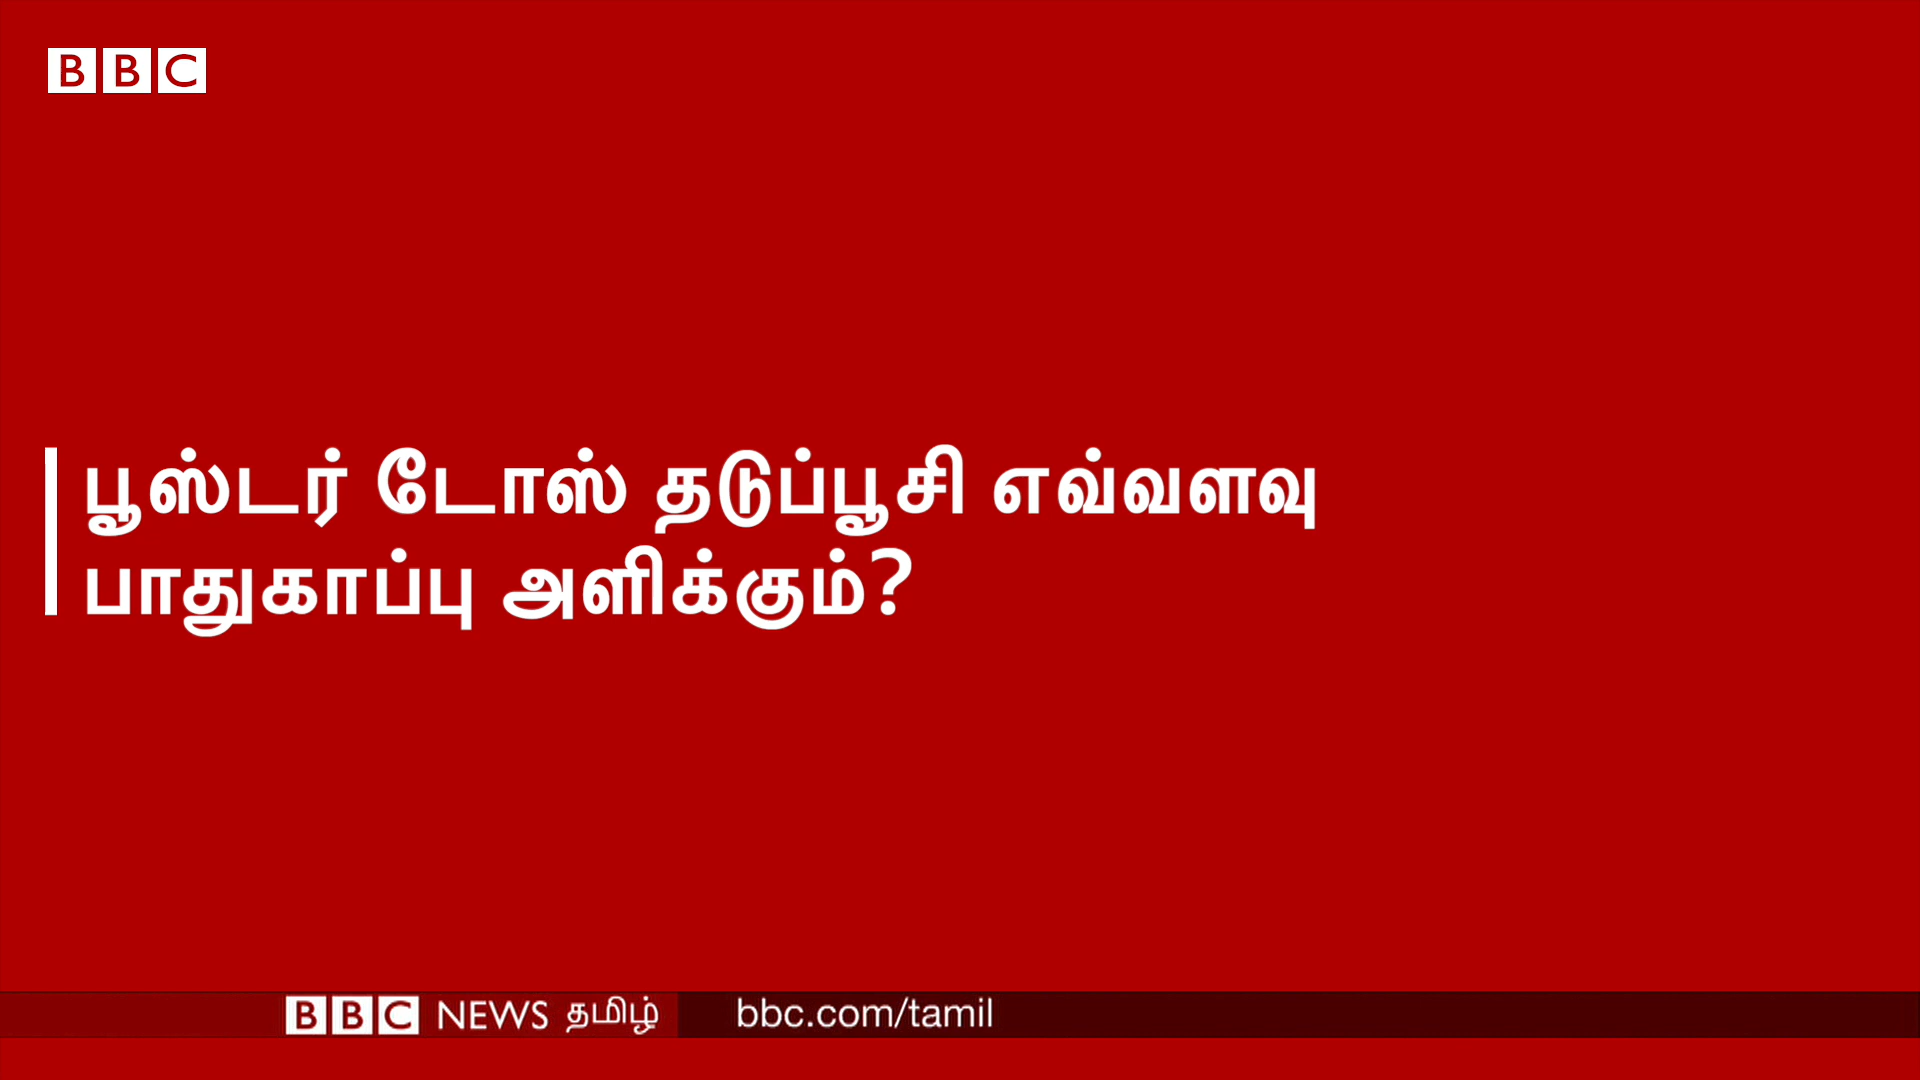 BBC
பூஸ்டர் டோஸ் தடுப்பூசி எவ்வளவு
பாதுகாப்பு அளிக்கும்?
BBC NEWS தமிழ் bbc.com/tamil